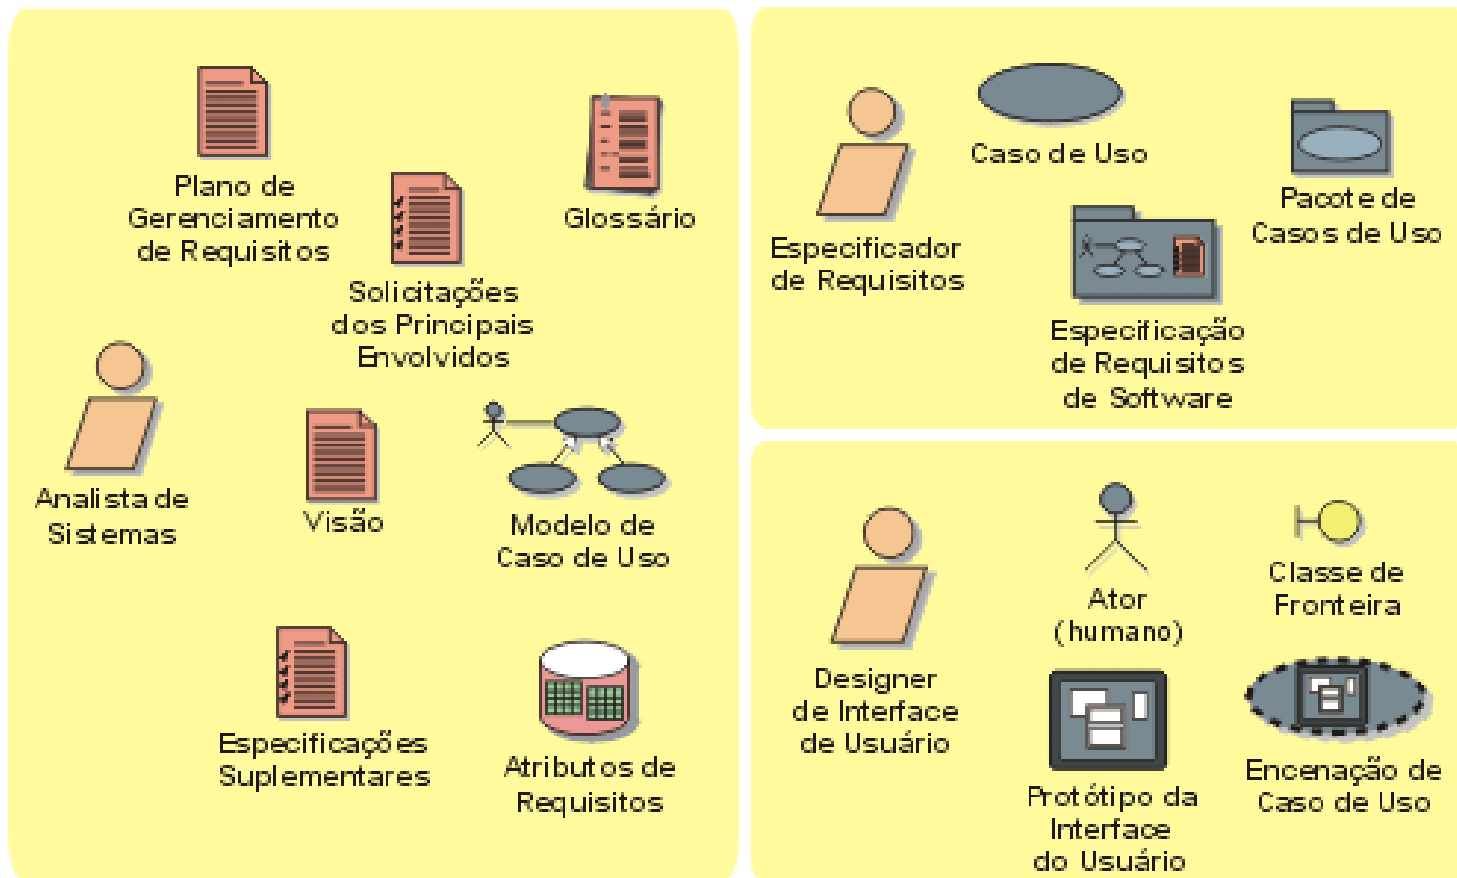 Plano de
Gerenciamento
de Requisitos
Solicitações
dos Principais
Envolvidos
Glossário
Analista de
Sistemas
Visão
Modelo de
Caso de Uso
Especificações
Suplementares
Atributos de
Requisitos
Especificador
de Requisitos
Caso de Uso
Pacote de
Casos de Uso
Especificação
de Requisitos
de Software
Designer
de Interface
de Usuário
Ator
(humano)
Classe de
Fronteira
Protótipo da
Interface
do Usuário
Encenação de
Caso de Uso